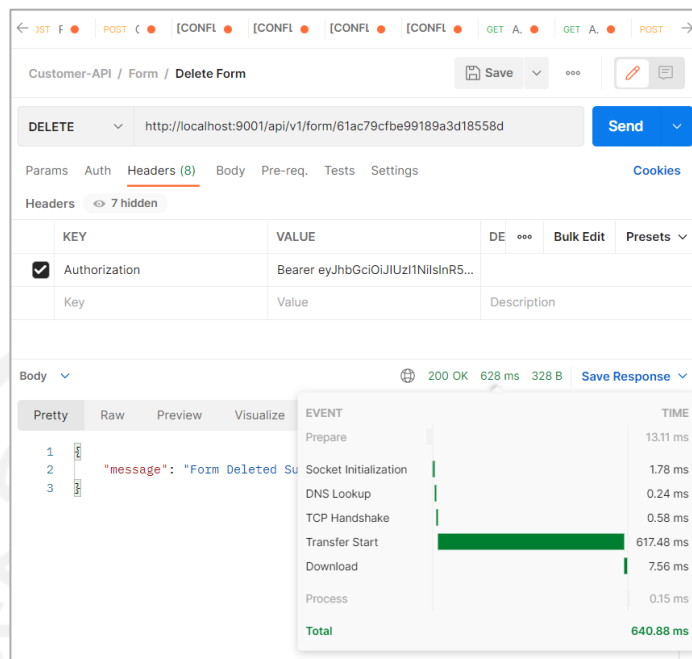 POST ( [CONFL [CONFL [CONFL [CONFL GET A. GET A. POST
Customer-API / Form / Delete Form Save
DELETE http://localhost:9001/api/v1/form/61ac79cfbe99189a3d18558d Send
Params Auth Headers (8) Body Pre-req. Tests Settings Cookies
Headers 7 hidden
KEY VALUE DE Bulk Edit Presets
Authorization Bearer eyJhbGciOiJIUzI1NiIsInR5...
Key Value Description
Body 200 OK 628 ms 328 B Save Response
Pretty Raw Preview Visualize
1 {
2 "message": "Form Deleted Su
3 }
EVENT TIME
Prepare 13.11 ms
Socket Initialization 1.78 ms
DNS Lookup 0.24 ms
TCP Handshake 0.58 ms
Transfer Start 617.48 ms
Download 7.56 ms
Process 0.15 ms
Total 640.88 ms